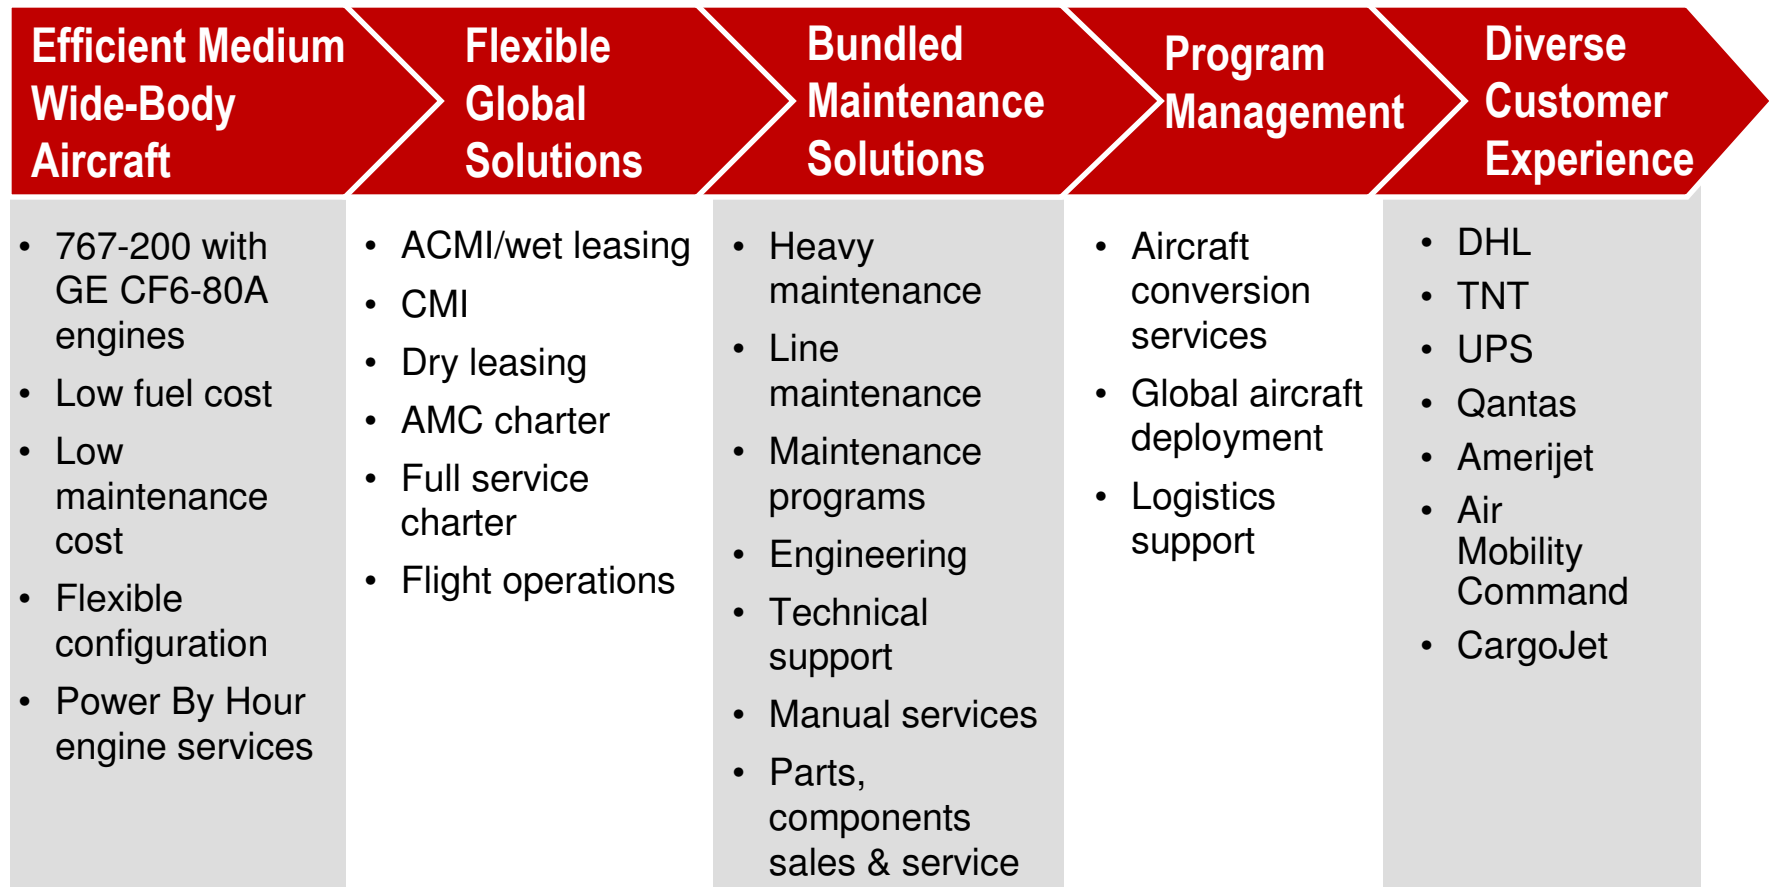 Efficient Medium
Wide-Body
Aircraft
• 767-200 with
GE CF6-80A
engines
• Low fuel cost
• Low
maintenance
cost
• Flexible
configuration
• Power By Hour
engine services
Flexible
Global
Solutions
• ACMI/wet leasing
• CMI
• Dry leasing
• AMC charter
• Full service
charter
• Flight operations
Bundled
Maintenance
Solutions
• Heavy
maintenance
• Line
maintenance
• Maintenance
programs
• Engineering
• Technical
support
• Manual services
• Parts,
components
sales & service
Program
Management
• Aircraft
conversion
services
• Global aircraft
deployment
• Logistics
support
Diverse
Customer
Experience
• DHL
• TNT
• UPS
• Qantas
• Amerijet
• Air
Mobility
Command
• CargoJet